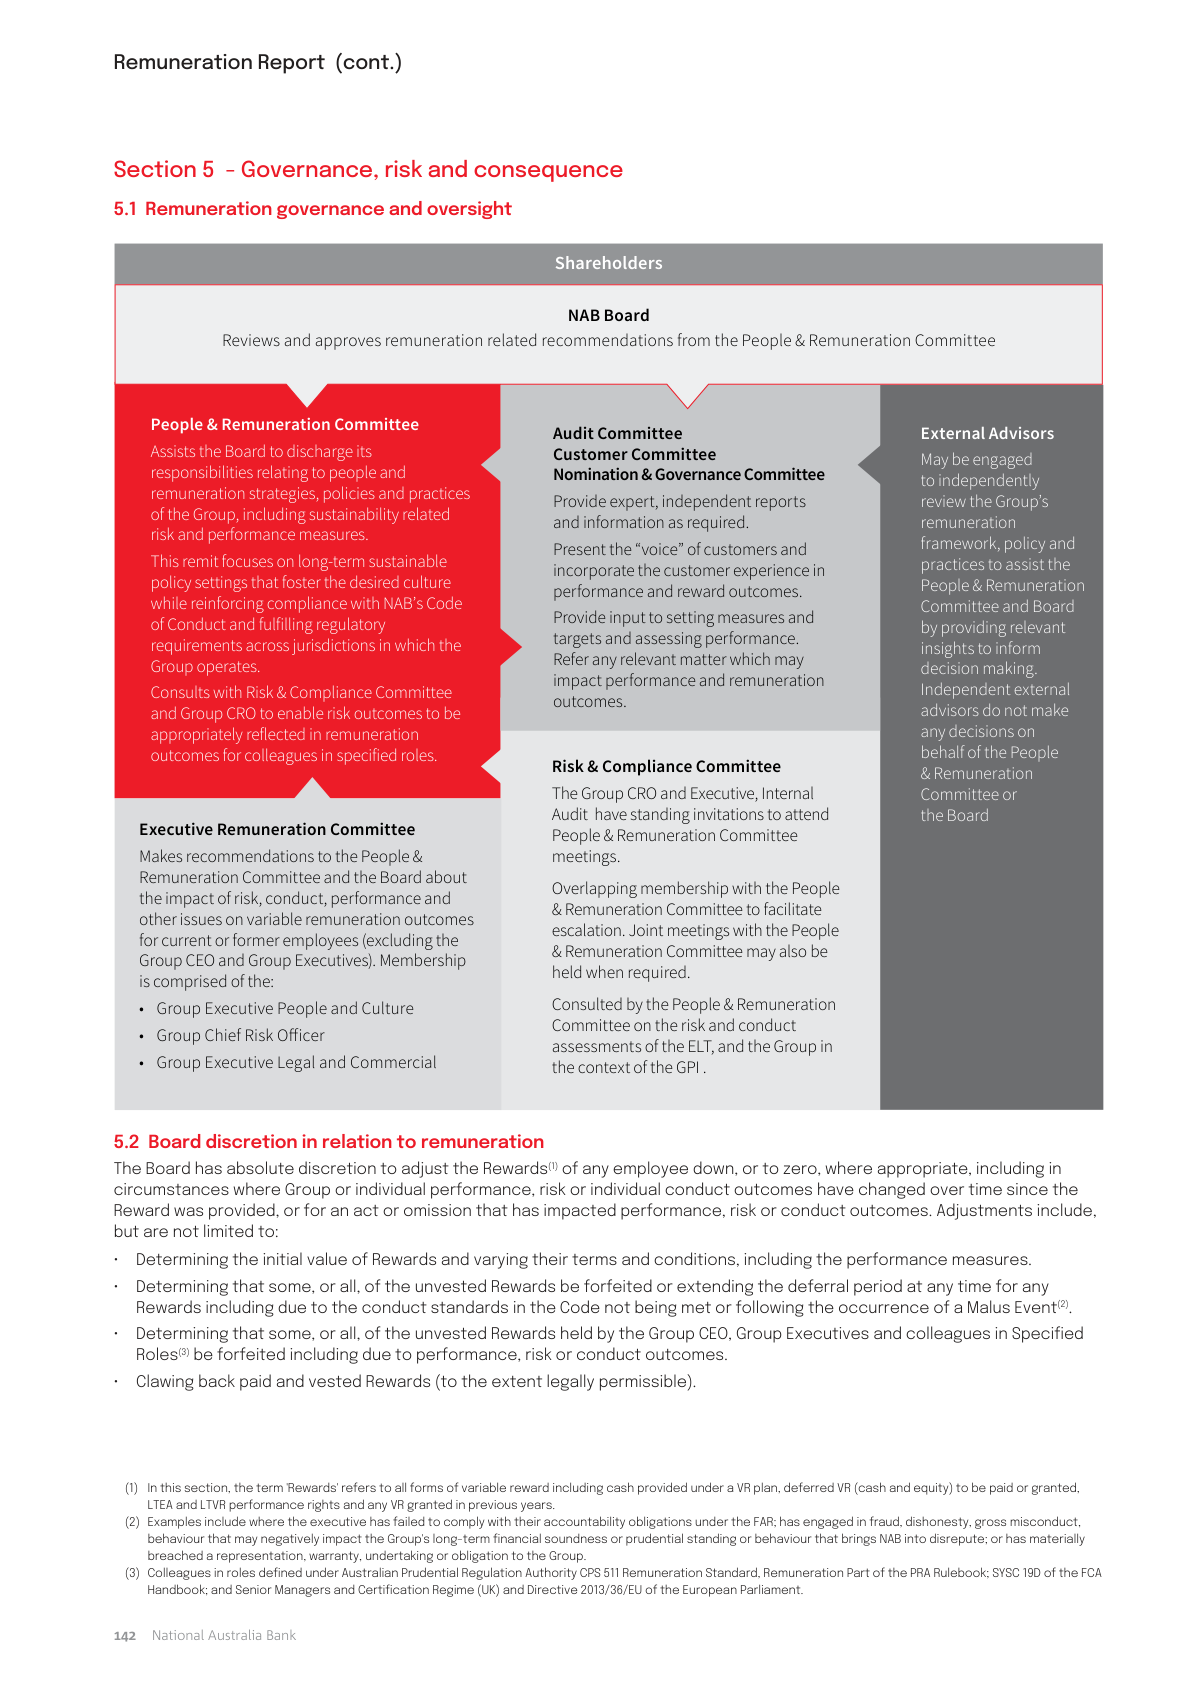 Remuneration Report (cont.)
Section 5 - Governance, risk and consequence
5.1 Remuneration governance and oversight
Shareholders
NAB Board
Reviews and approves remuneration related recommendations from the People & Remuneration Committee
People & Remuneration Committee
Assists the Board to discharge its
responsibilities relating to people and
remuneration strategies, policies and practices
of the Group, including sustainability related
risk and performance measures.
This remit focuses on long-term sustainable
policy settings that foster the desired culture
while reinforcing compliance with NAB's Code
of Conduct and fulfilling regulatory
requirements across jurisdictions in which the
Group operates.
Consults with Risk & Compliance Committee
and Group CRO to enable risk outcomes to be
appropriately reflected in remuneration
outcomes for colleagues in specified roles.
Executive Remuneration Committee
Makes recommendations to the People &
Remuneration Committee and the Board about
the impact of risk, conduct, performance and
other issues on variable remuneration outcomes
for current or former employees (excluding the
Group CEO and Group Executives). Membership
is comprised of the:
• Group Executive People and Culture
• Group Chief Risk Officer
• Group Executive Legal and Commercial
Audit Committee
Customer Committee
Nomination & Governance Committee
Provide expert, independent reports
and information as required.
Present the "voice" of customers and
incorporate the customer experience in
performance and reward outcomes.
Provide input to setting measures and
targets and assessing performance.
Refer any relevant matter which may
impact performance and remuneration
outcomes.
Risk & Compliance Committee
The Group CRO and Executive, Internal
Audit have standing invitations to attend
People & Remuneration Committee
meetings.
Overlapping membership with the People
& Remuneration Committee to facilitate
escalation. Joint meetings with the People
& Remuneration Committee may also be
held when required.
Consulted by the People & Remuneration
Committee on the risk and conduct
assessments of the ELT, and the Group in
the context of the GPI .
External Advisors
May be engaged
to independently
review the Group's
remuneration
framework, policy and
practices to assist the
People & Remuneration
Committee and Board
by providing relevant
insights to inform
decision making.
Independent external
advisors do not make
any decisions on
behalf of the People
& Remuneration
Committee or
the Board
5.2 Board discretion in relation to remuneration
The Board has absolute discretion to adjust the Rewards(1) of any employee down, or to zero, where appropriate, including in
circumstances where Group or individual performance, risk or individual conduct outcomes have changed over time since the
Reward was provided, or for an act or omission that has impacted performance, risk or conduct outcomes. Adjustments include,
but are not limited to:
• Determining the initial value of Rewards and varying their terms and conditions, including the performance measures.
• Determining that some, or all, of the unvested Rewards be forfeited or extending the deferral period at any time for any
Rewards including due to the conduct standards in the Code not being met or following the occurrence of a Malus Event(2).
• Determining that some, or all, of the unvested Rewards held by the Group CEO, Group Executives and colleagues in Specified
Roles(3) be forfeited including due to performance, risk or conduct outcomes.
• Clawing back paid and vested Rewards (to the extent legally permissible).
(1) In this section, the term 'Rewards' refers to all forms of variable reward including cash provided under a VR plan, deferred VR (cash and equity) to be paid or granted,
LTEA and LTVR performance rights and any VR granted in previous years.
(2) Examples include where the executive has failed to comply with their accountability obligations under the FAR; has engaged in fraud, dishonesty, gross misconduct,
behaviour that may negatively impact the Group's long-term financial soundness or prudential standing or behaviour that brings NAB into disrepute; or has materially
breached a representation, warranty, undertaking or obligation to the Group.
(3) Colleagues in roles defined under Australian Prudential Regulation Authority CPS 511 Remuneration Standard, Remuneration Part of the PRA Rulebook; SYSC 19D of the FCA
Handbook; and Senior Managers and Certification Regime (UK) and Directive 2013/36/EU of the European Parliament.
142 National Australia Bank